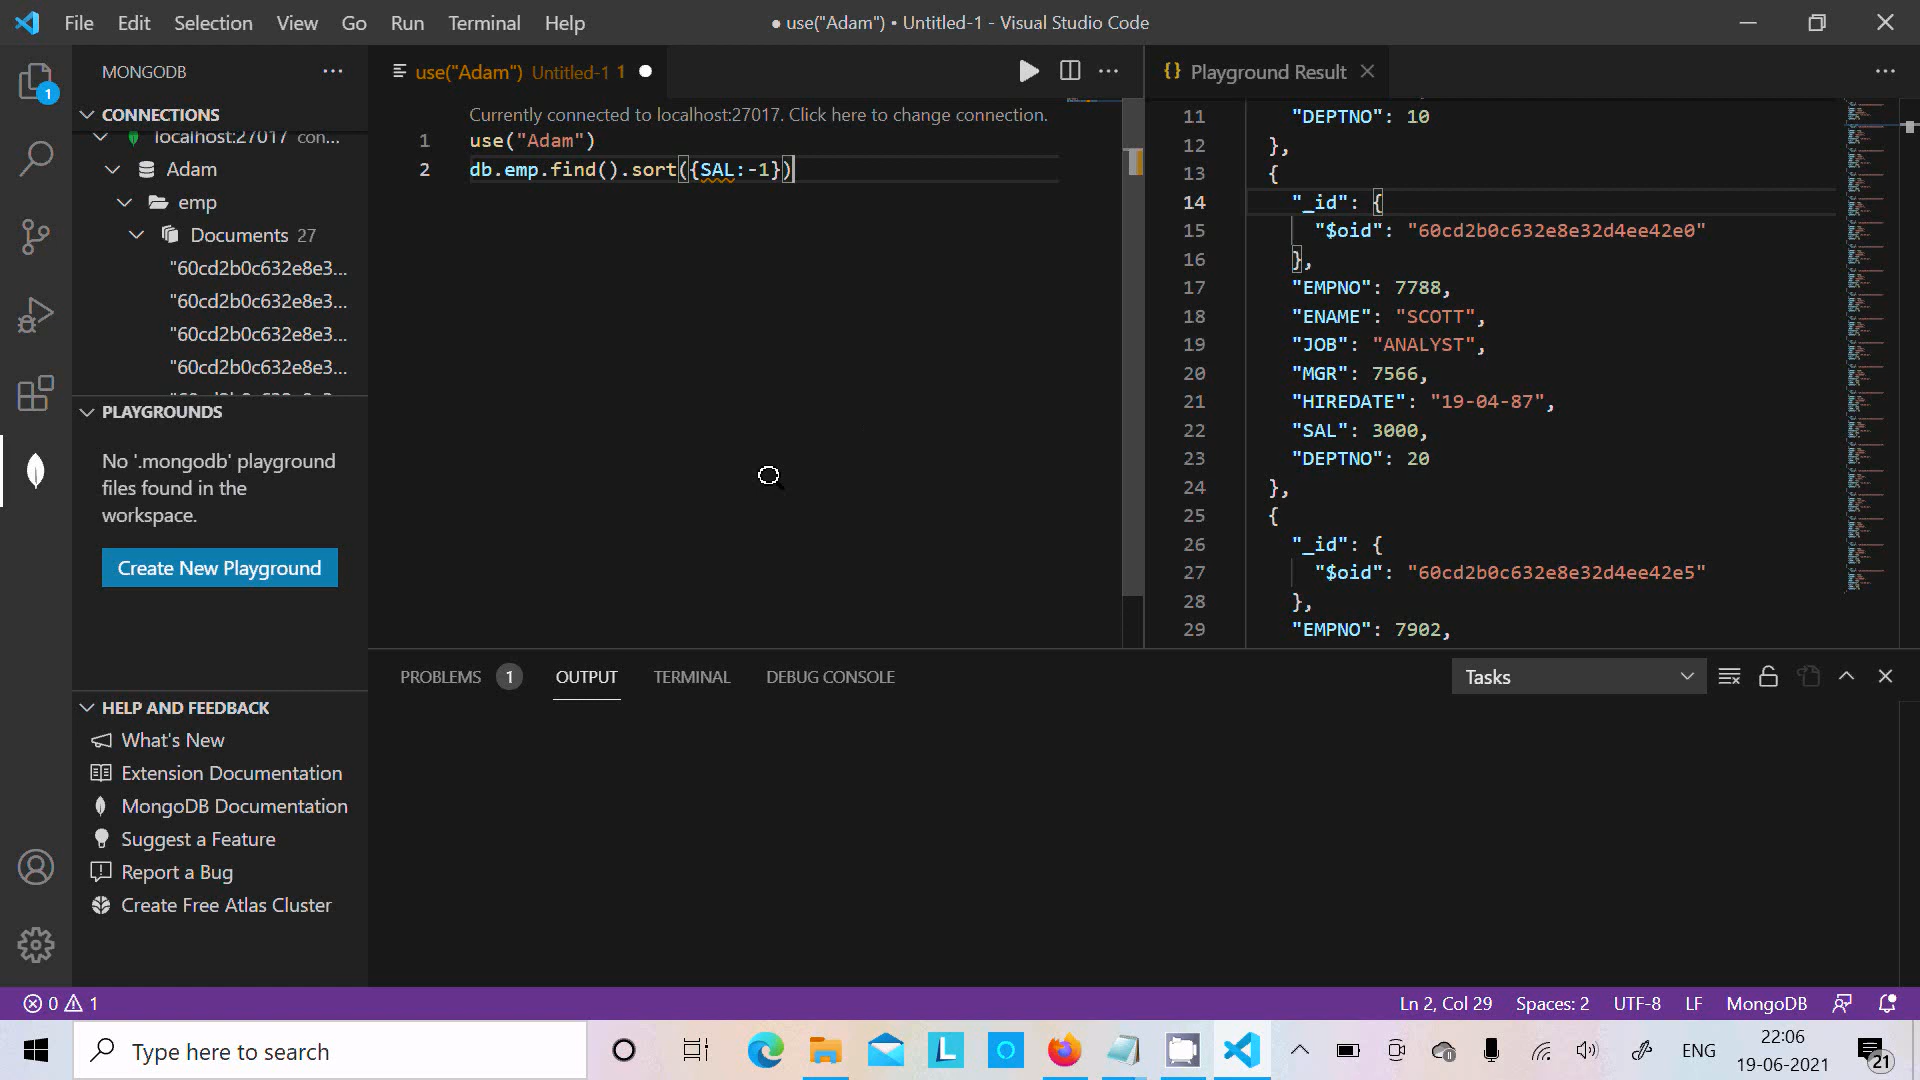 File Edit Selection View Go Run Terminal Help
● use("Adam") • Untitled-1 - Visual Studio Code
1
MONGODB
CONNECTIONS
localhost:27017 con...
Adam
emp
Documents 27
"60cd2b0c632e8e3...
"60cd2b0c632e8e3...
"60cd2b0c632e8e3...
"60cd2b0c632e8e3...
PLAYGROUNDS
No '.mongodb' playground
files found in the
workspace.
Create New Playground
HELP AND FEEDBACK
What's New
Extension Documentation
MongoDB Documentation
Suggest a Feature
Report a Bug
Create Free Atlas Cluster
use("Adam") Untitled-1 1
Currently connected to localhost:27017. Click here to change connection.
1 use("Adam")
2 db.emp.find().sort({SAL:-1})
{} Playground Result
11 "DEPTNO": 10
12 },
13 {
14 "_id": {
15 "$oid": "60cd2b0c632e8e32d4ee42e0"
16 },
17 "EMPNO": 7788,
18 "ENAME": "SCOTT",
19 "JOB": "ANALYST",
20 "MGR": 7566,
21 "HIREDATE": "19-04-87",
22 "SAL": 3000,
23 "DEPTNO": 20
24 },
25 {
26 "_id": {
27 "$oid": "60cd2b0c632e8e32d4ee42e5"
28 },
29 "EMPNO": 7902,
PROBLEMS 1 OUTPUT TERMINAL DEBUG CONSOLE
Tasks
0 1
Ln 2, Col 29 Spaces: 2 UTF-8 LF MongoDB
Type here to search
L
ENG
22:06
19-06-2021
21